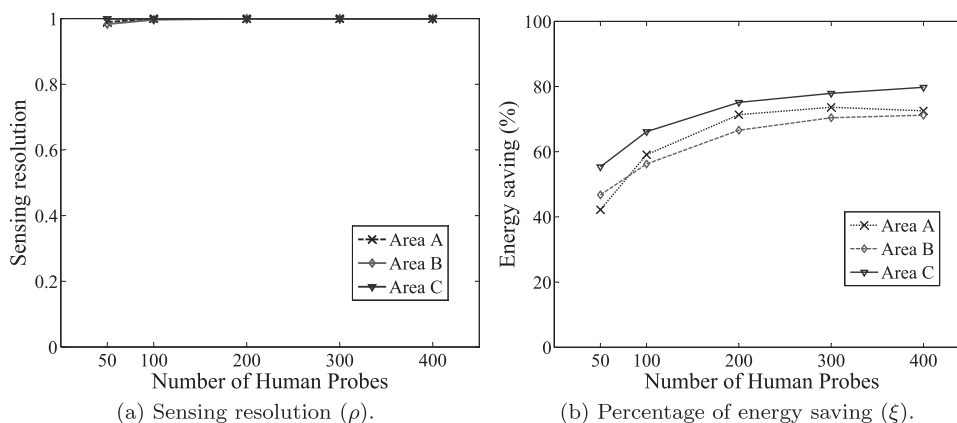 1
0.8
0.6
0.4
0.2
0
Sensing resolution
Area A
Area B
Area C
50 100 200 300 400
Number of Human Probes
(a) Sensing resolution (ρ).
100
80
60
40
20
0
Energy saving (%)
Area A
Area B
Area C
50 100 200 300 400
Number of Human Probes
(b) Percentage of energy saving (ξ).